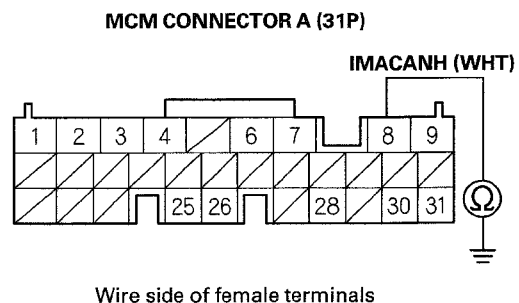 MCM CONNECTOR A (31P)
IMACANH (WHT)
1 2 3 4 6 7 8 9
25 26 28 30 31
Ω
Wire side of female terminals